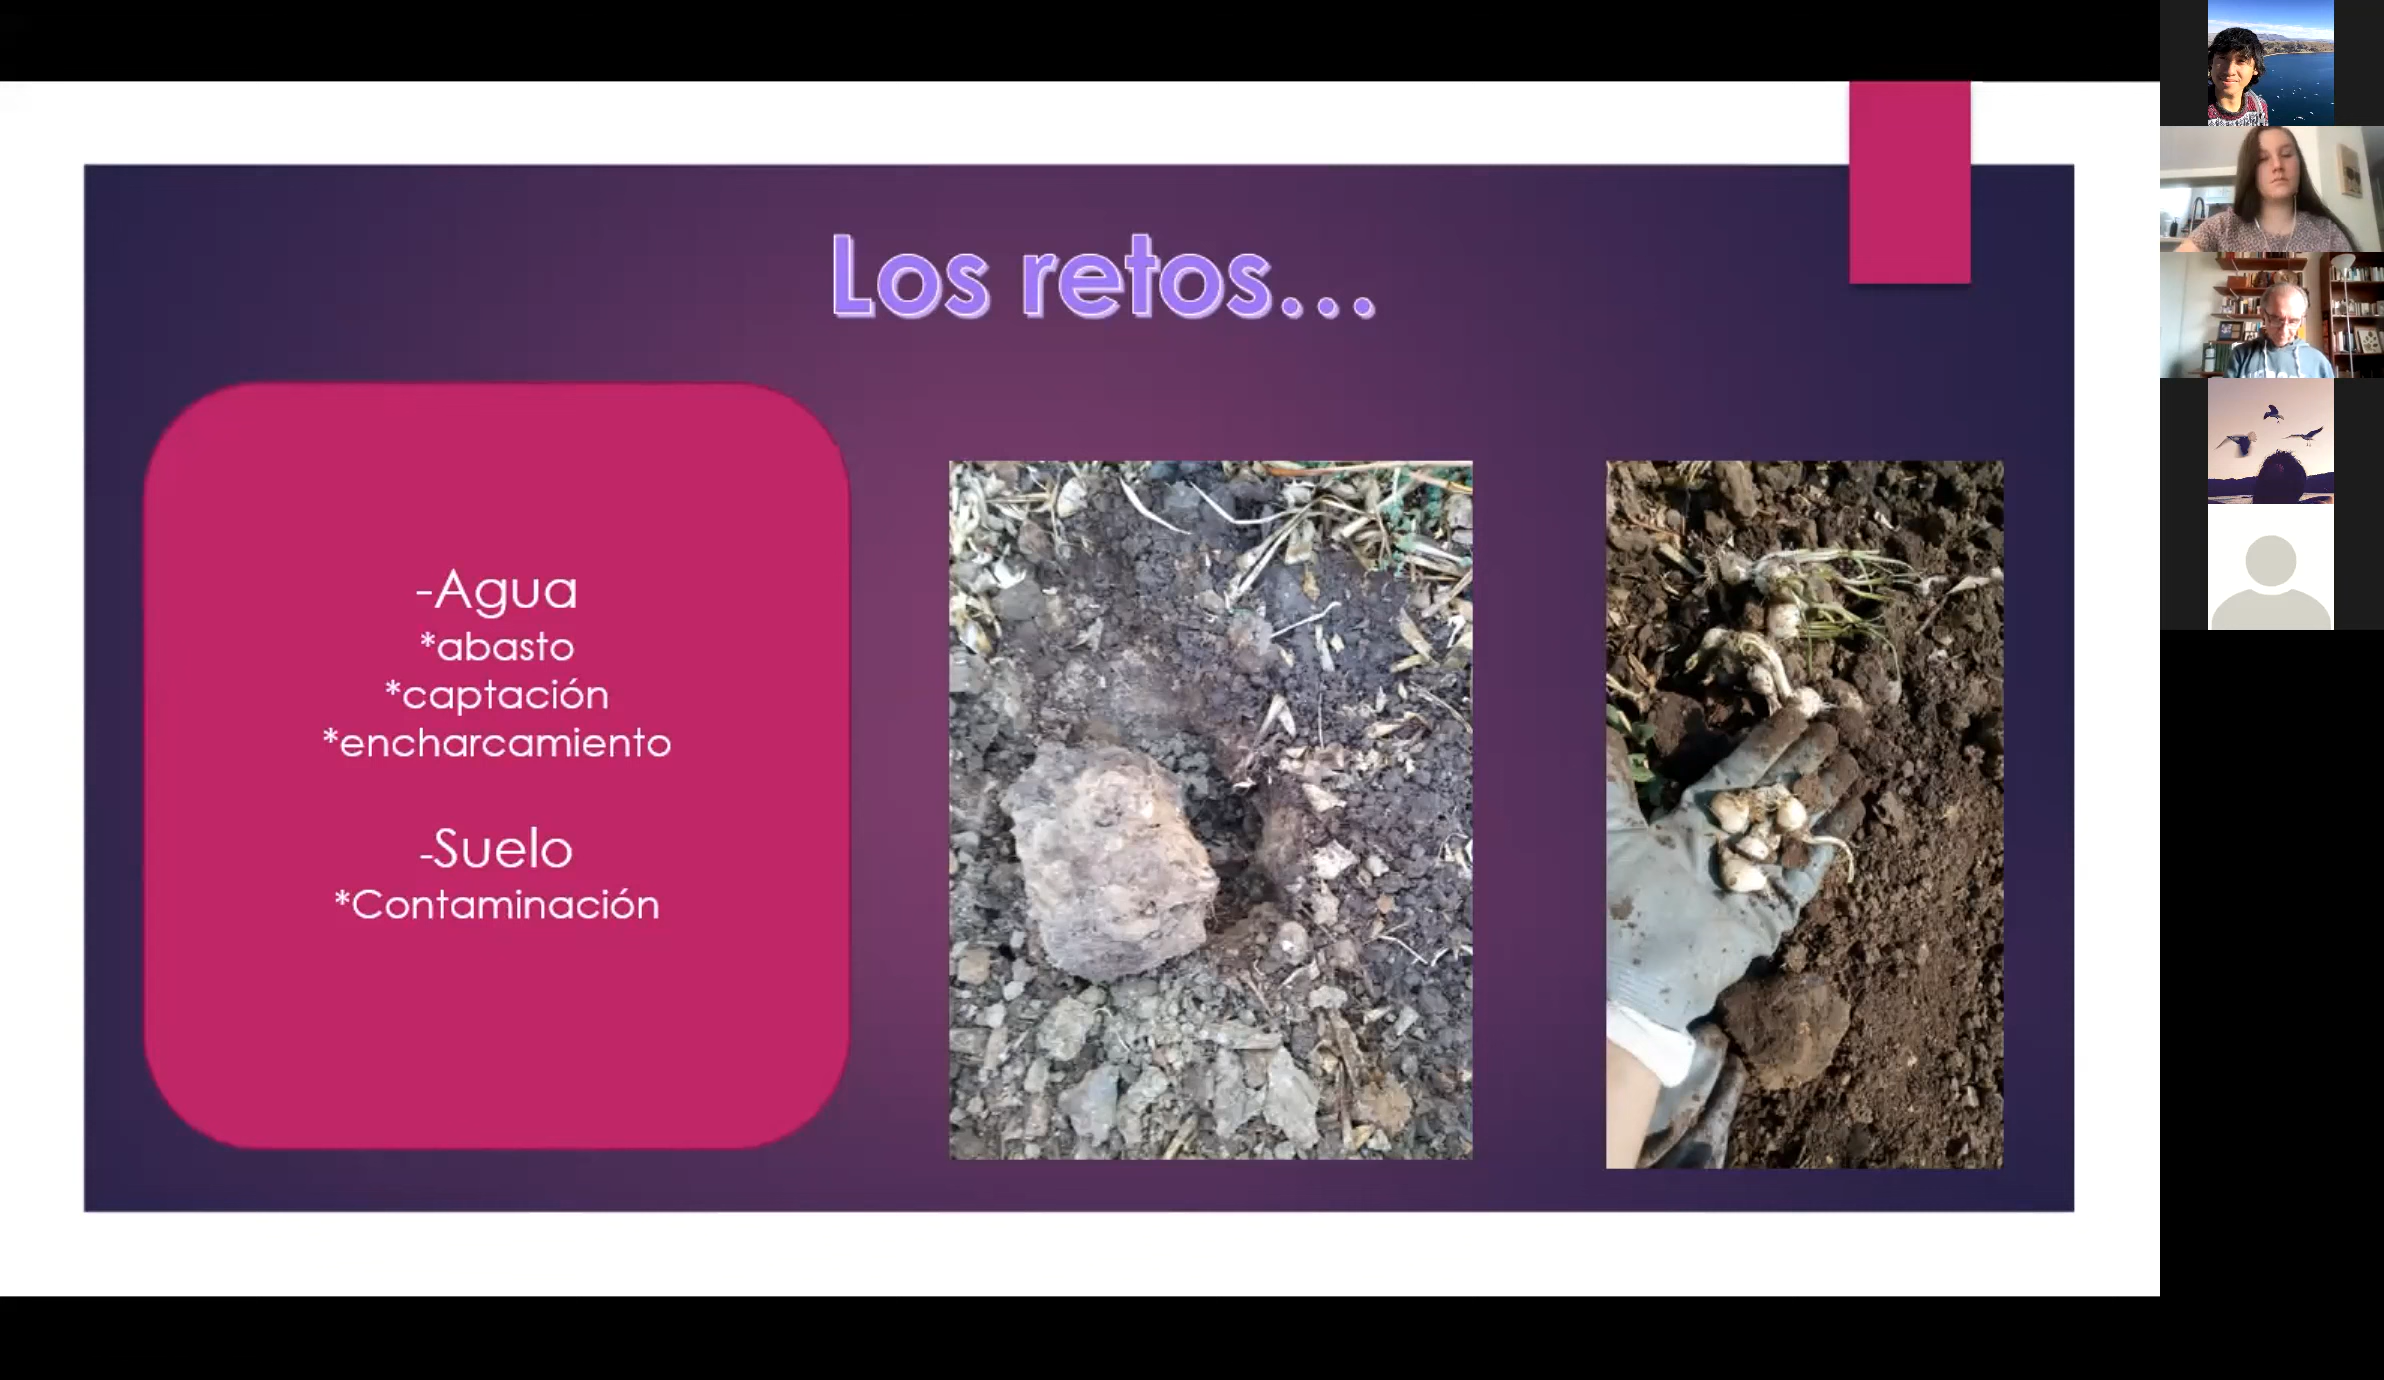 Los retos...
-Agua
*abasto
*captación
*encharcamiento
-Suelo
*Contaminación